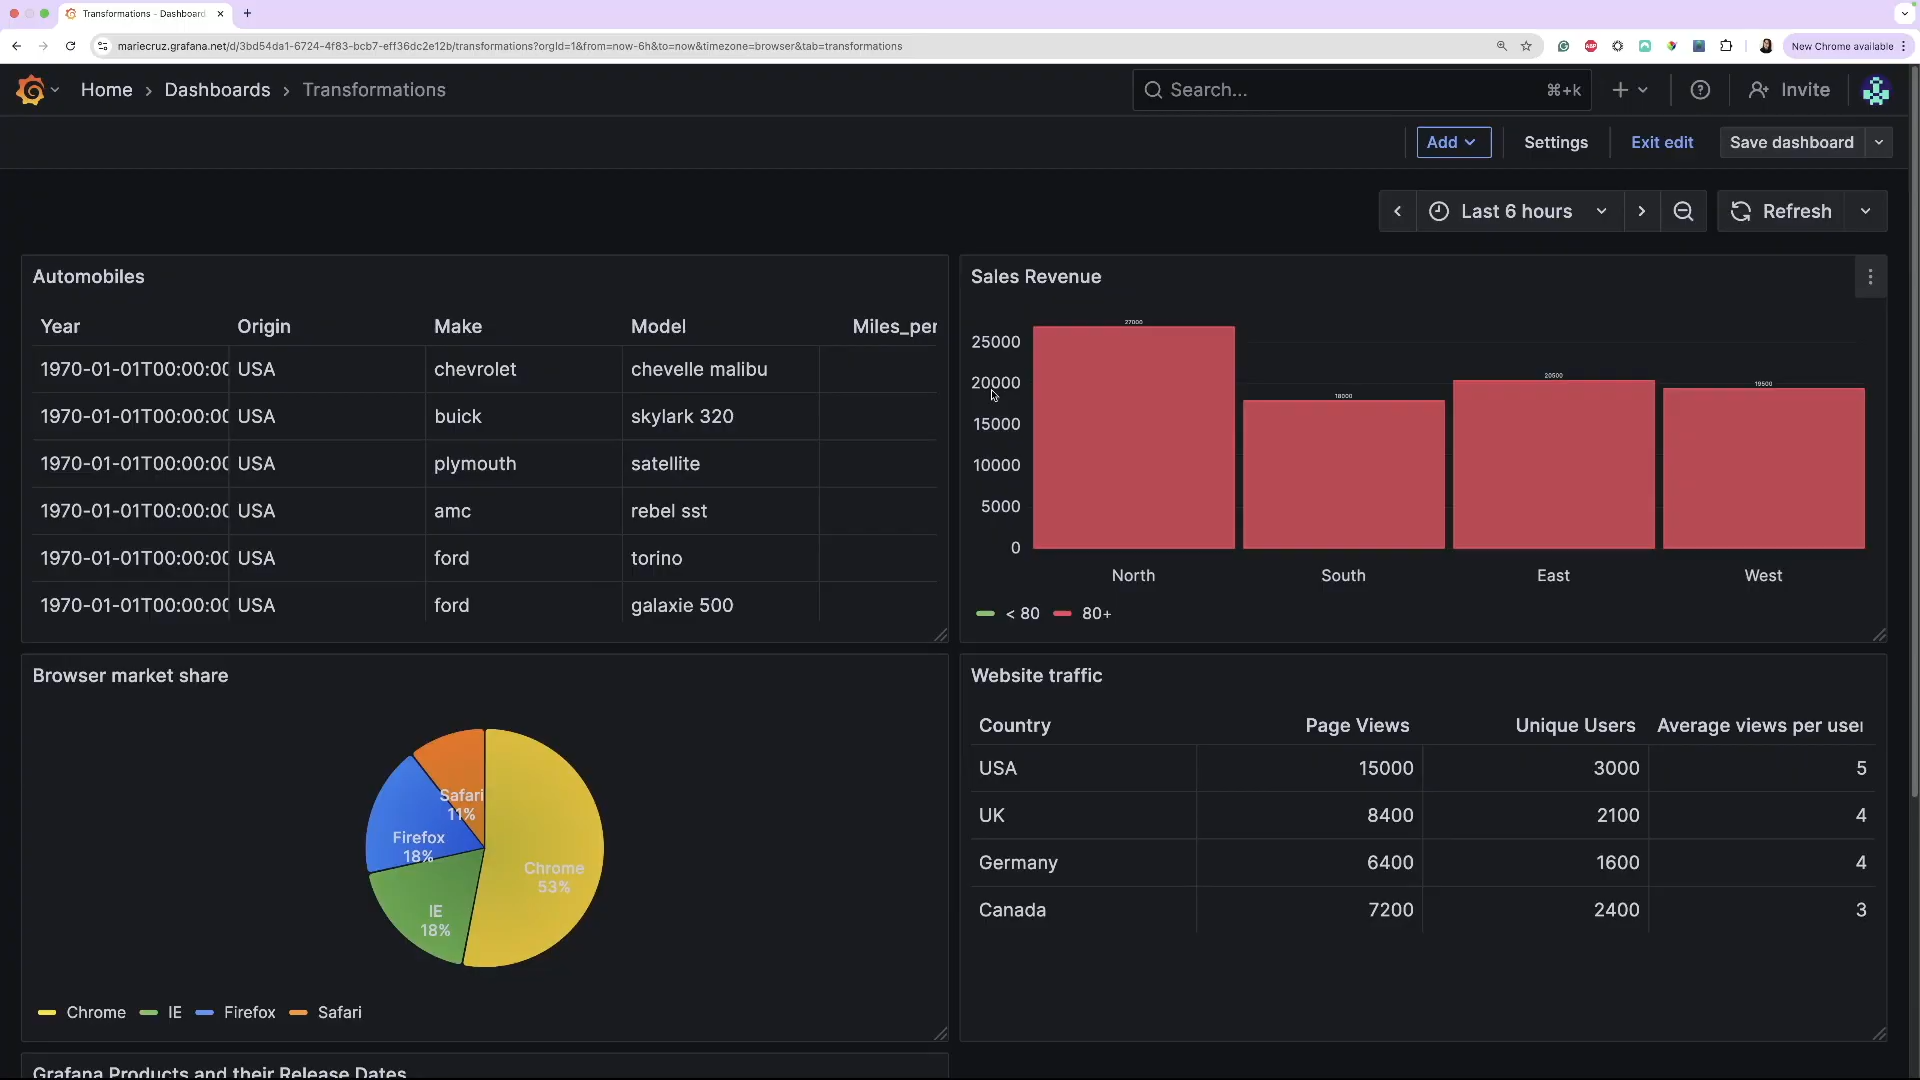 Transformations - Dashboard
mariecruz.grafana.net/d/3bd54da1-6724-4f83-bcb7-eff36dc2e12b/transformations?orgId=1&from=now-6h&to=now&timezone=browser&tab=transformations
New Chrome available
Home › Dashboards › Transformations
Search...
⌘+k
Invite
Add
Settings
Exit edit
Save dashboard
Last 6 hours
Refresh
Automobiles
Year Origin Make Model Miles_per
1970-01-01T00:00:00 USA chevrolet chevelle malibu
1970-01-01T00:00:00 USA buick skylark 320
1970-01-01T00:00:00 USA plymouth satellite
1970-01-01T00:00:00 USA amc rebel sst
1970-01-01T00:00:00 USA ford torino
1970-01-01T00:00:00 USA ford galaxie 500
Sales Revenue
25000
20000
15000
10000
5000
0
27000
18000
20500
19500
North South East West
< 80 80+
Browser market share
Safari
11%
Firefox
18%
Chrome
53%
IE
18%
Chrome IE Firefox Safari
Website traffic
Country Page Views Unique Users Average views per user
USA 15000 3000 5
UK 8400 2100 4
Germany 6400 1600 4
Canada 7200 2400 3
Grafana Products and their Release Dates